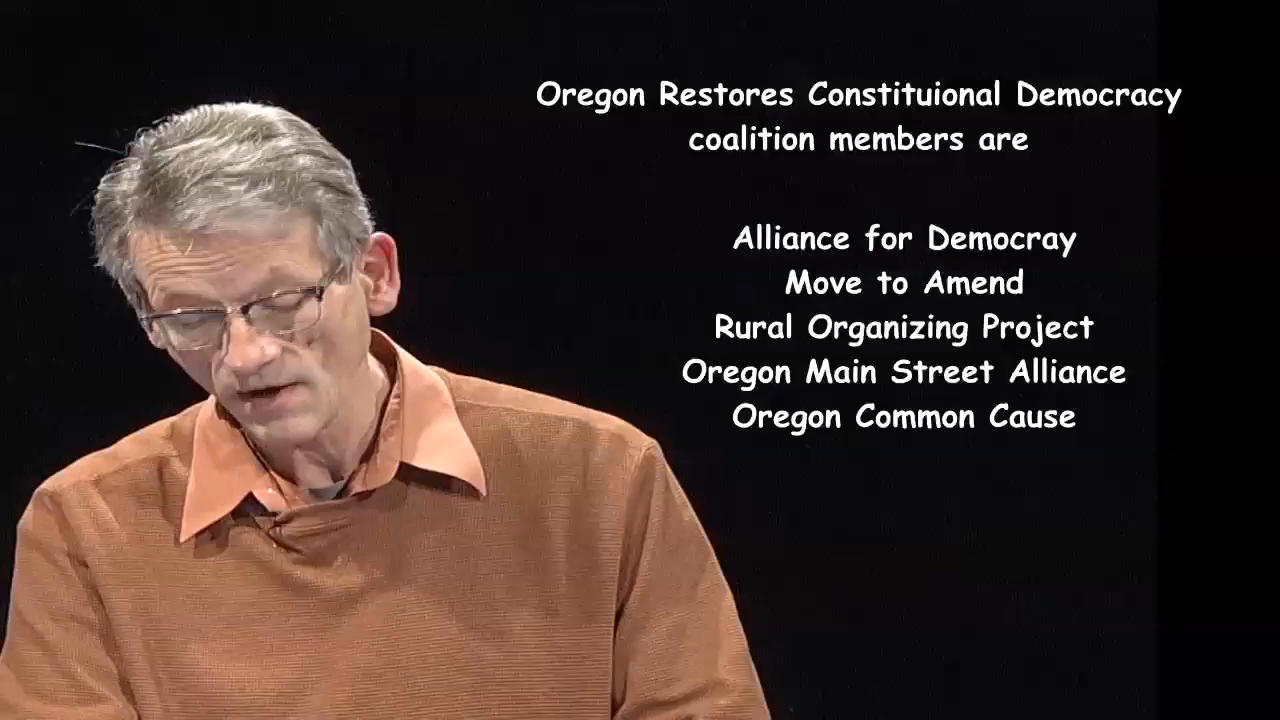 Oregon Restores Constituional Democracy
coalition members are
Alliance for Democray
Move to Amend
Rural Organizing Project
Oregon Main Street Alliance
Oregon Common Cause